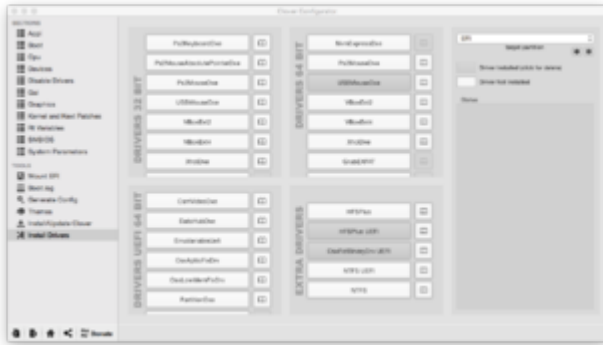 Clover Configurator
SECTIONS
Acpi
Boot
Cpu
Devices
Disable Drivers
Gui
Graphics
Kernel and Kext Patches
Rt Variables
SMBIOS
System Parameters
TOOLS
Mount EFI
Boot.log
Generate Config
Themes
Install/Update Clover
Install Drivers
Donate
DRIVERS 32 BIT
Ps2KeyboardDxe
Ps2MouseAbsolutePointerDxe
Ps2MouseDxe
USBMouseDxe
VBoxExt2
VBoxExt4
XhciDxe
DRIVERS 64 BIT
NvmExpressDxe
Ps2MouseDxe
USBMouseDxe
VBoxExt2
VBoxExt4
XhciDxe
GrubEXFAT
DRIVERS UEFI 64 BIT
CsmVideoDxe
DataHubDxe
EmuVariableUefi
OsxAptioFixDrv
OsxLowMemFixDrv
PartitionDxe
EXTRA DRIVERS
HFSPlus
HFSPlus UEFI
NTFS UEFI
NTFS
EFI
target partition
Driver installed (click for delete)
Driver not installed
Notes